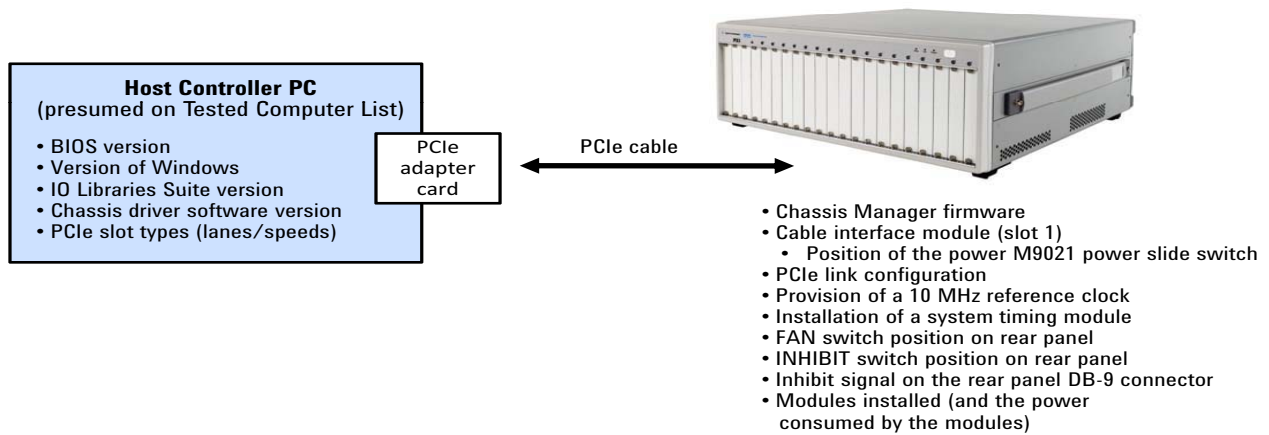 Host Controller PC
(presumed on Tested Computer List)
• BIOS version
• Version of Windows
• IO Libraries Suite version
• Chassis driver software version
• PCIe slot types (lanes/speeds)
PCIe
adapter
card
PCIe cable
• Chassis Manager firmware
• Cable interface module (slot 1)
• Position of the power M9021 power slide switch
• PCIe link configuration
• Provision of a 10 MHz reference clock
• Installation of a system timing module
• FAN switch position on rear panel
• INHIBIT switch position on rear panel
• Inhibit signal on the rear panel DB-9 connector
• Modules installed (and the power
consumed by the modules)